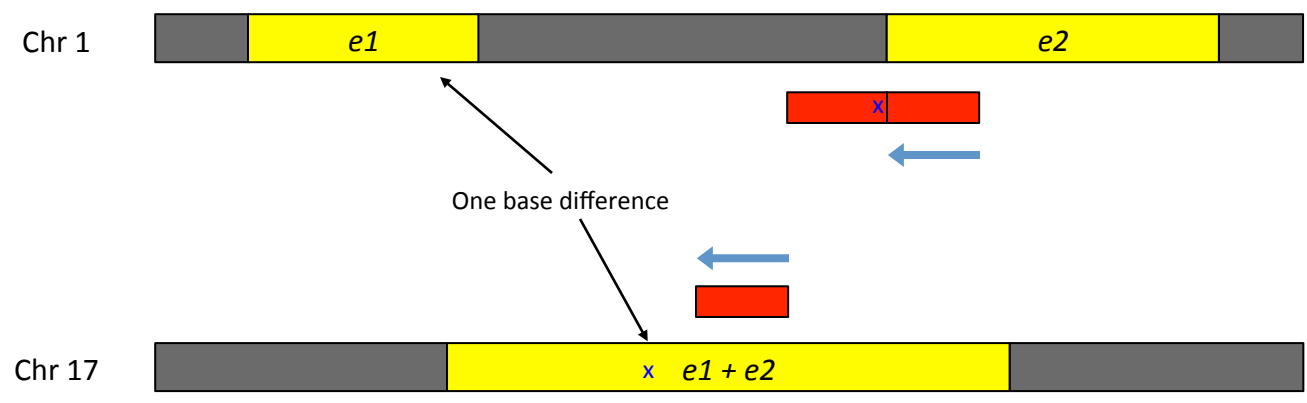 Chr 1
e1
e2
x
One base difference
Chr 17
x
e1 + e2